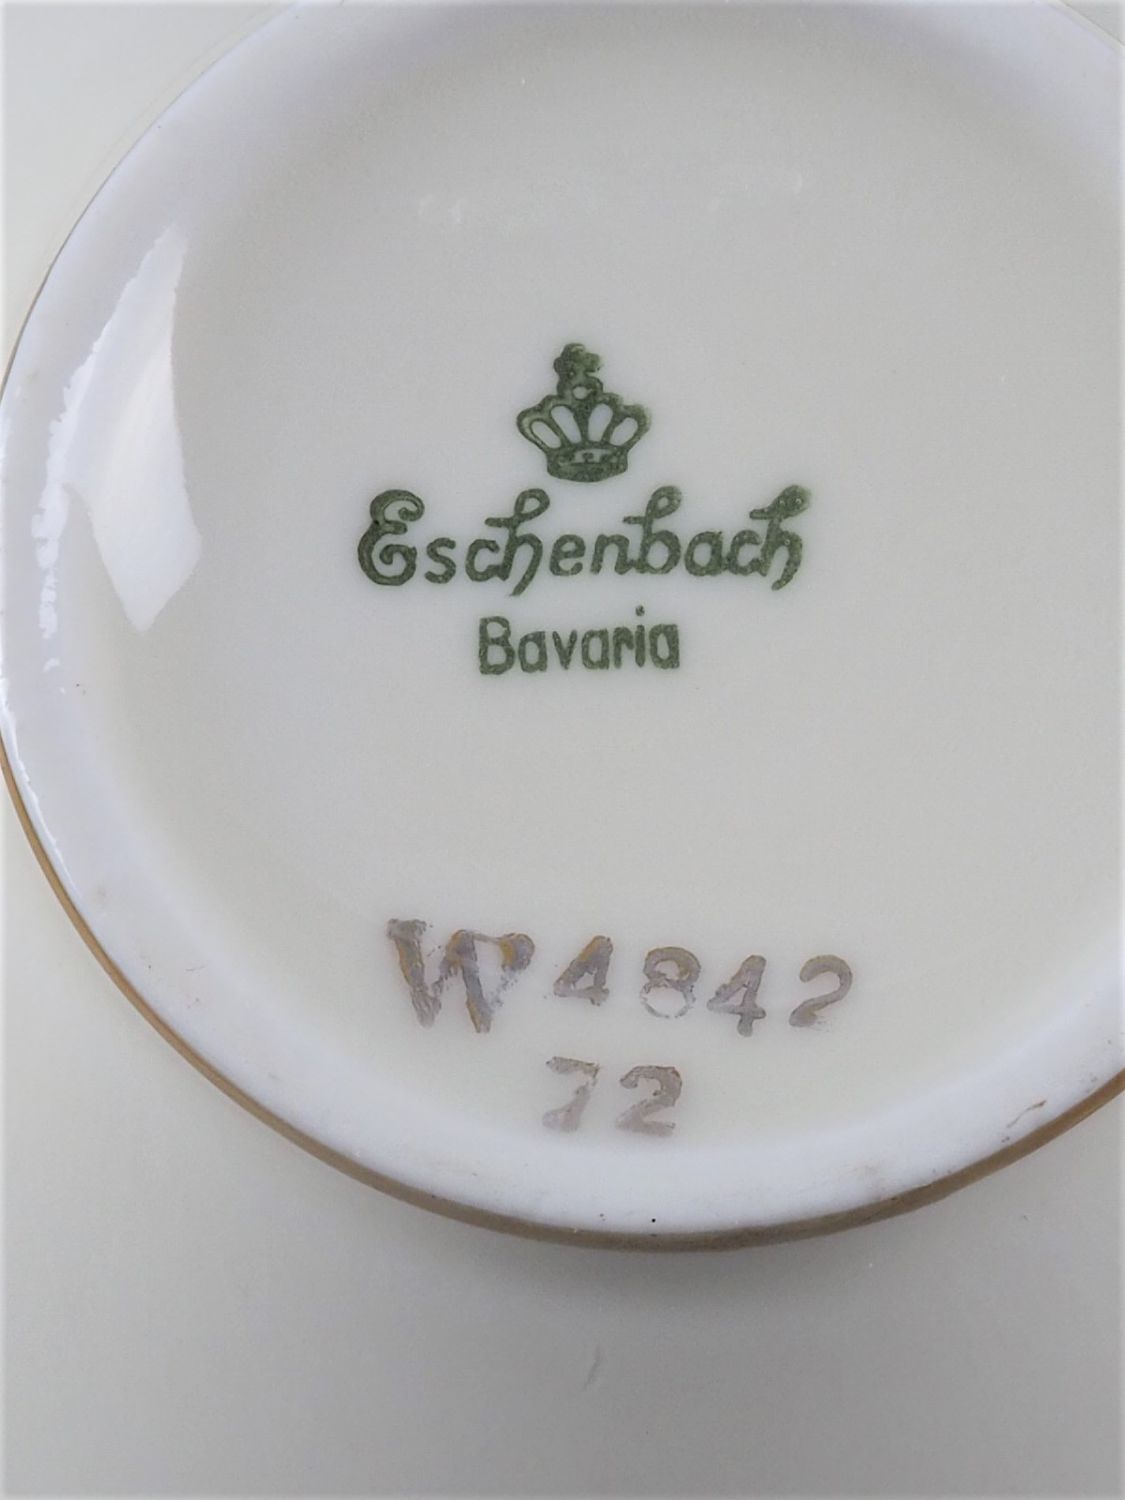 Eschenbach
Bavaria
W 4842
72